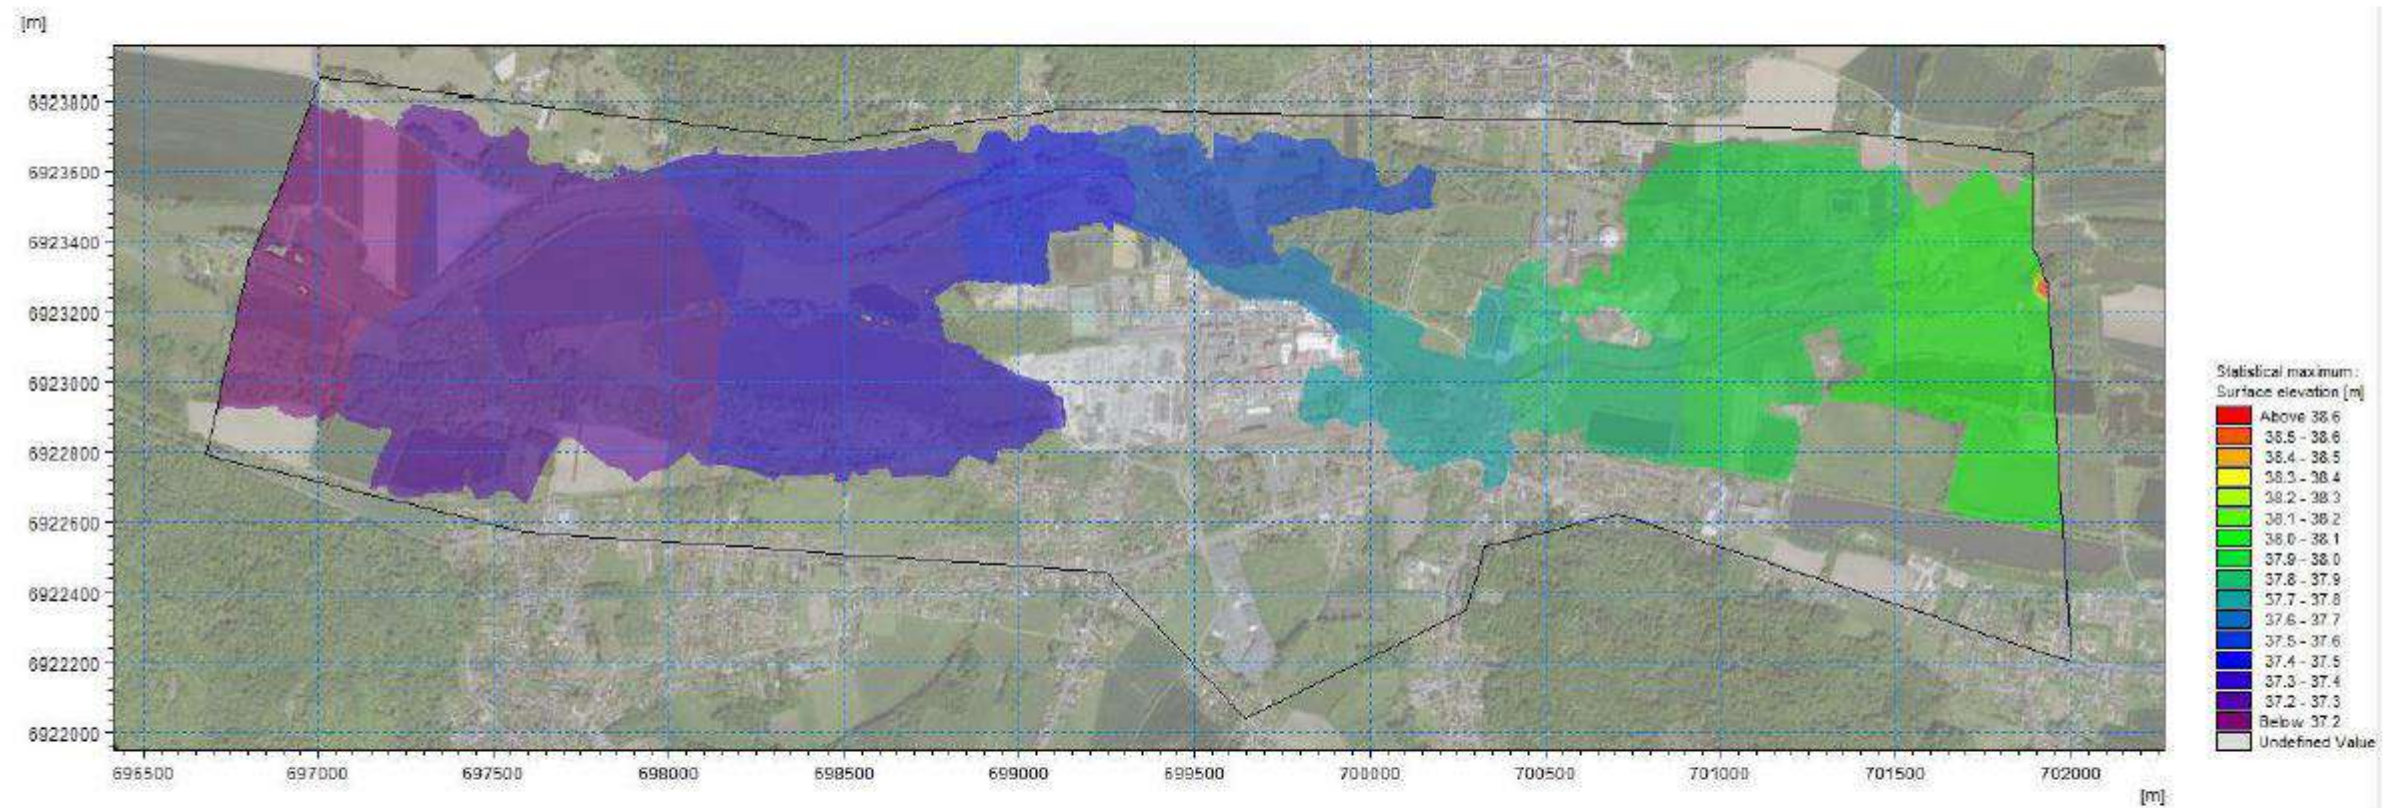 [m]
6923800
6923600
6923400
6923200
6923000
6922800
6922600
6922400
6922200
6922000
696500 697000 697500 698000 698500 699000 699500 700000 700500 701000 701500 702000
[m]
Statistical maximum :
Surface elevation [m]
Above 38.6
38.5 - 38.6
38.4 - 38.5
38.3 - 38.4
38.2 - 38.3
38.1 - 38.2
38.0 - 38.1
37.9 - 38.0
37.8 - 37.9
37.7 - 37.8
37.6 - 37.7
37.5 - 37.6
37.4 - 37.5
37.3 - 37.4
37.2 - 37.3
Below 37.2
Undefined Value